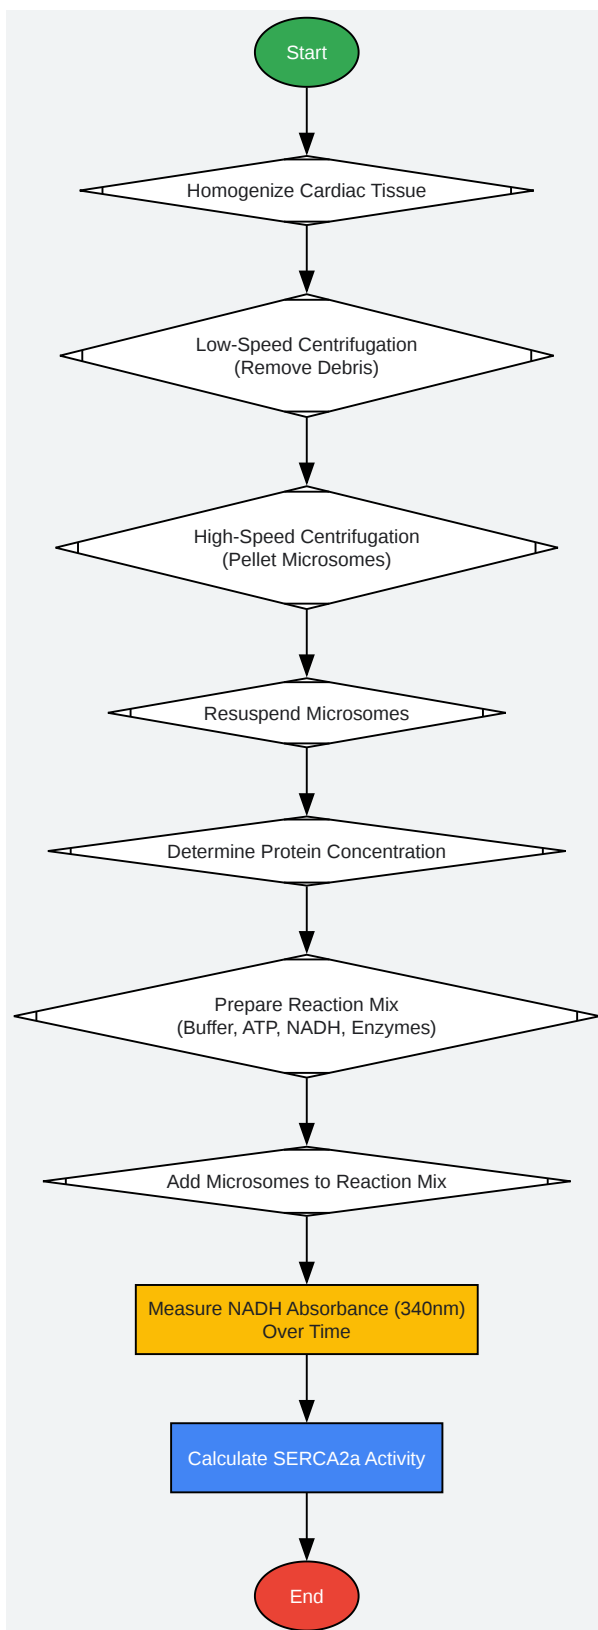 Start
Homogenize Cardiac Tissue
Low-Speed Centrifugation
(Remove Debris)
High-Speed Centrifugation
(Pellet Microsomes)
Resuspend Microsomes
Determine Protein Concentration
Prepare Reaction Mix
(Buffer, ATP, NADH, Enzymes)
Add Microsomes to Reaction Mix
Measure NADH Absorbance (340nm)
Over Time
Calculate SERCA2a Activity
End